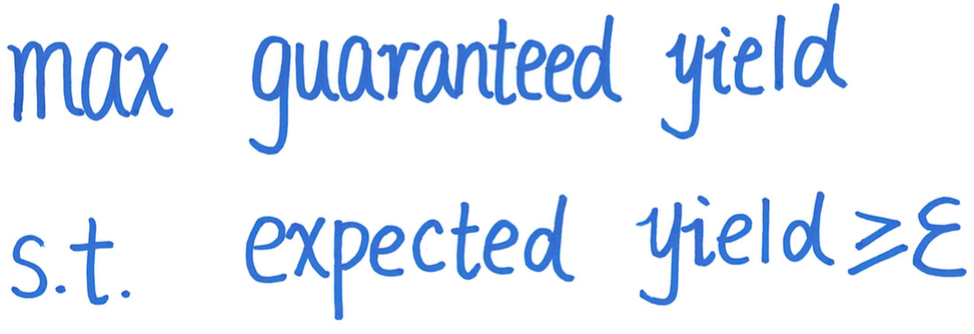 max guaranteed yield
s.t. expected yield ≥ ε